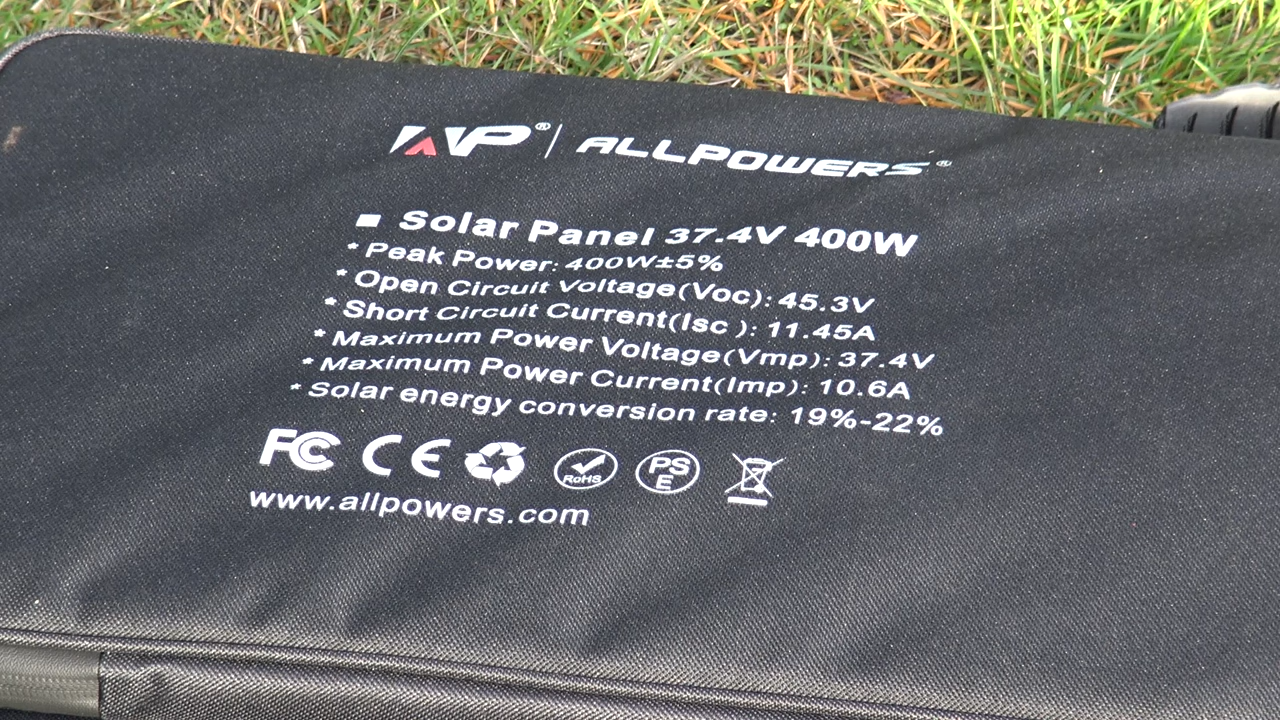 AP® | ALLPOWERS®
■ Solar Panel 37.4V 400W
* Peak Power: 400W±5%
* Open Circuit Voltage(Voc): 45.3V
* Short Circuit Current(Isc ): 11.45A
* Maximum Power Voltage(Vmp): 37.4V
* Maximum Power Current(Imp): 10.6A
* Solar energy conversion rate: 19%-22%
FC CE RoHS PSE
www.allpowers.com